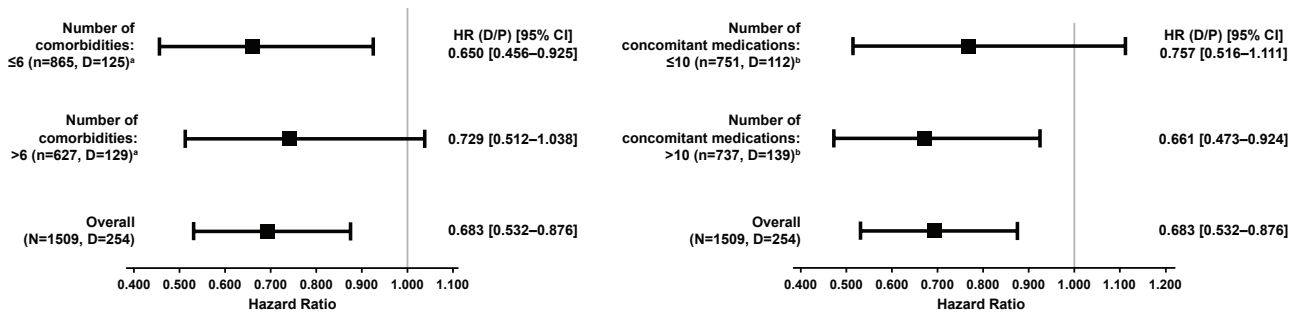 Number of
comorbidities:
≤6 (n=865, D=125)ᵃ
HR (D/P) [95% CI]
0.650 [0.456–0.925]
Number of
comorbidities:
>6 (n=627, D=129)ᵃ
0.729 [0.512–1.038]
Overall
(N=1509, D=254)
0.683 [0.532–0.876]
0.400 0.500 0.600 0.700 0.800 0.900 1.000 1.100
Hazard Ratio
Number of
concomitant medications:
≤10 (n=751, D=112)ᵇ
HR (D/P) [95% CI]
0.757 [0.516–1.111]
Number of
concomitant medications:
>10 (n=737, D=139)ᵇ
0.661 [0.473–0.924]
Overall
(N=1509, D=254)
0.683 [0.532–0.876]
0.400 0.500 0.600 0.700 0.800 0.900 1.000 1.100 1.200
Hazard Ratio